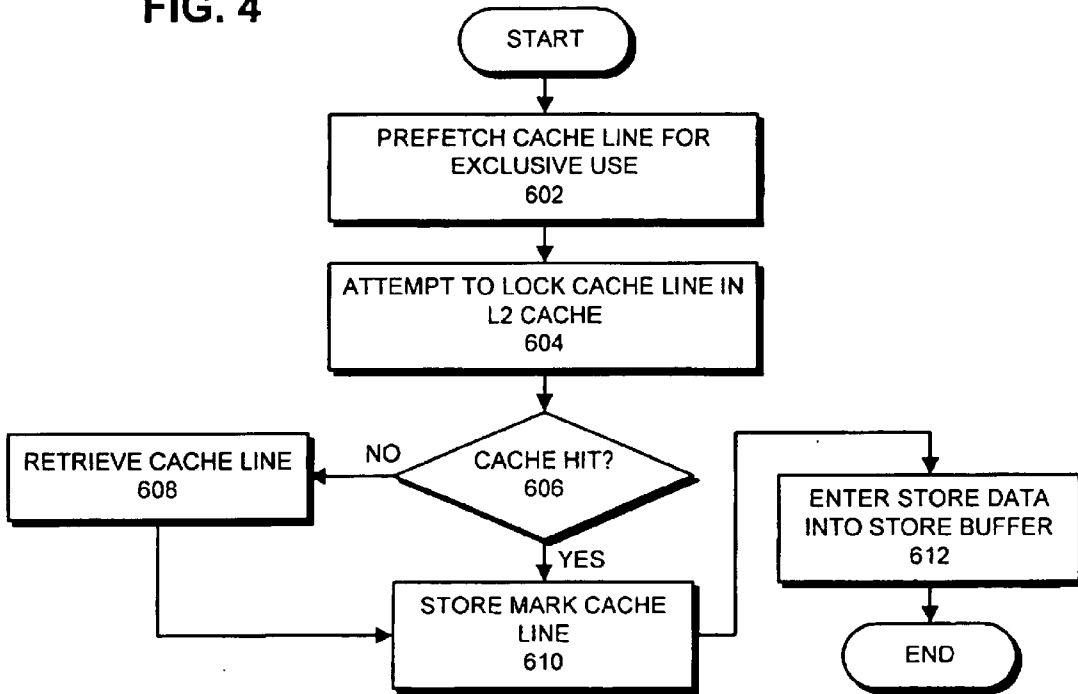 FIG. 4
START
PREFETCH CACHE LINE FOR
EXCLUSIVE USE
602
ATTEMPT TO LOCK CACHE LINE IN
L2 CACHE
604
CACHE HIT?
606
NO
RETRIEVE CACHE LINE
608
YES
STORE MARK CACHE
LINE
610
ENTER STORE DATA
INTO STORE BUFFER
612
END